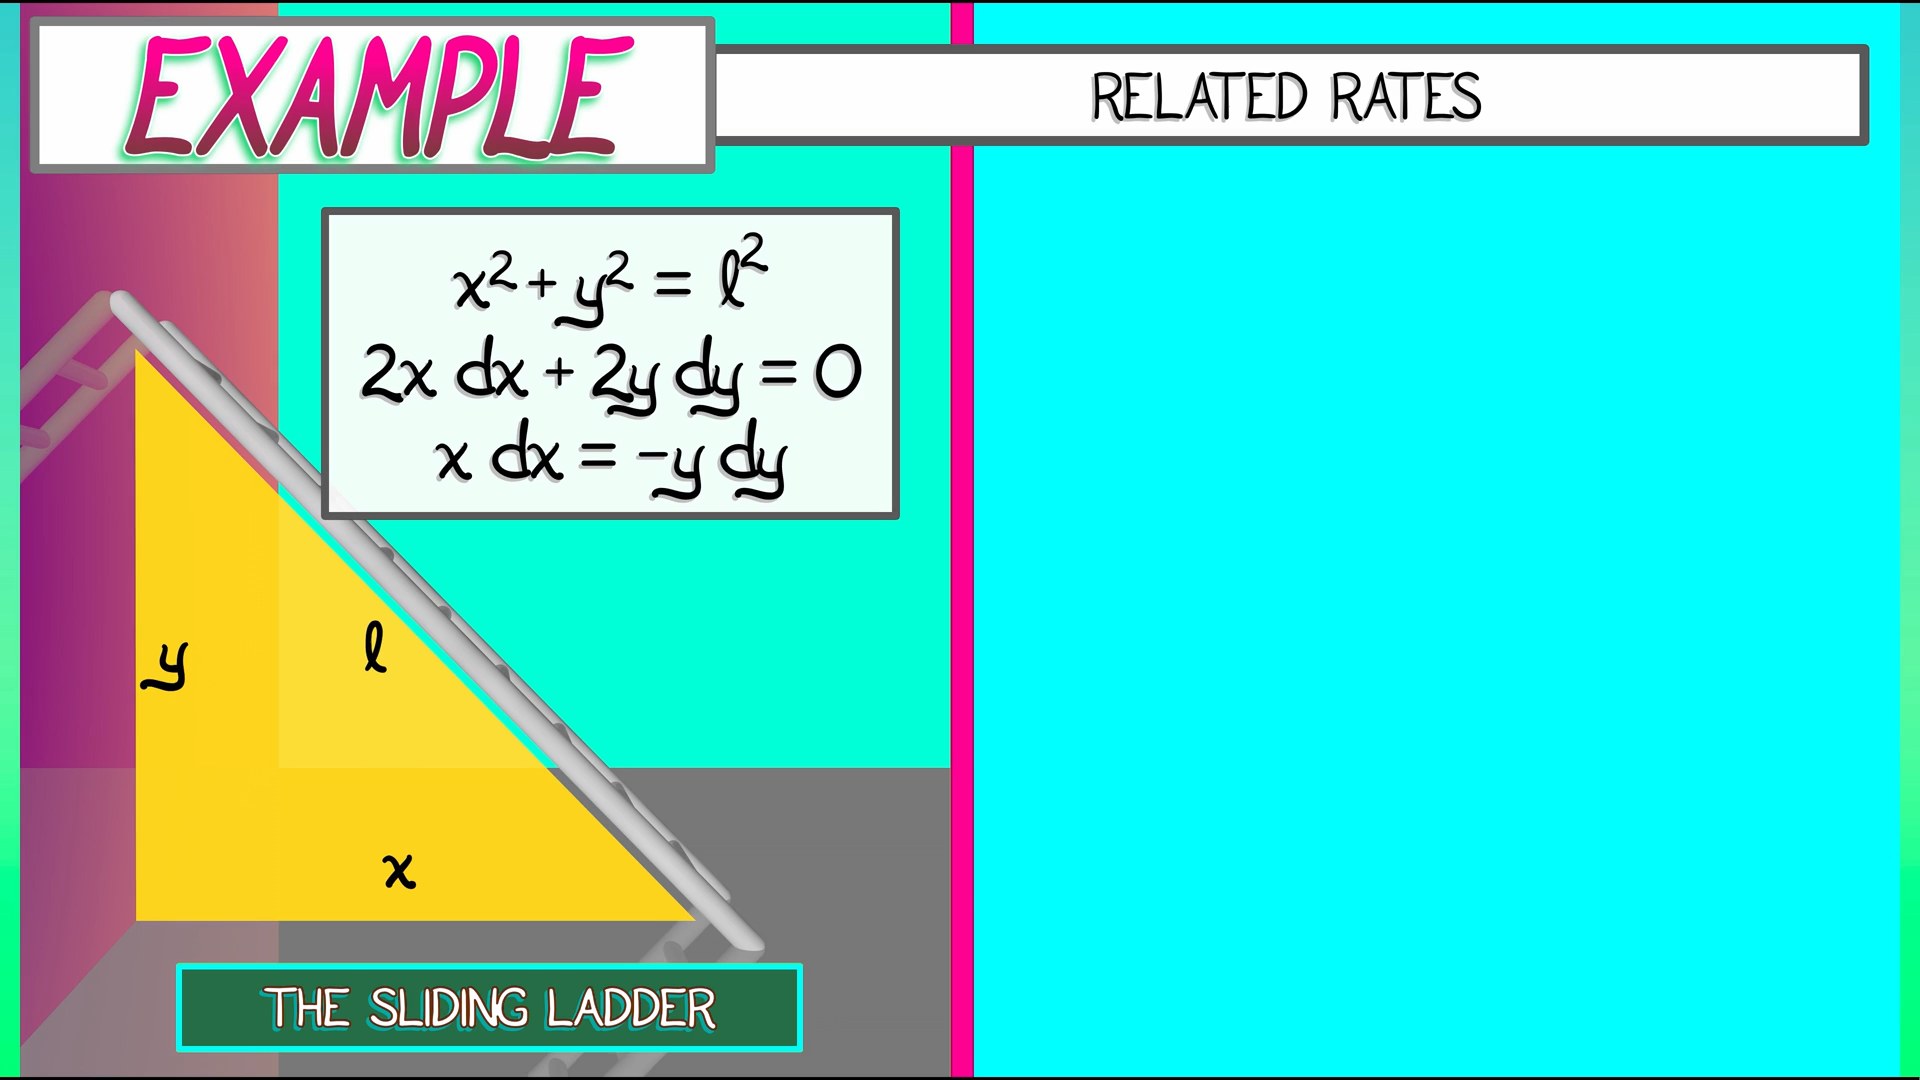 EXAMPLE
RELATED RATES
x² + y² = ℓ²
2x dx + 2y dy = 0
x dx = -y dy
y
ℓ
x
THE SLIDING LADDER